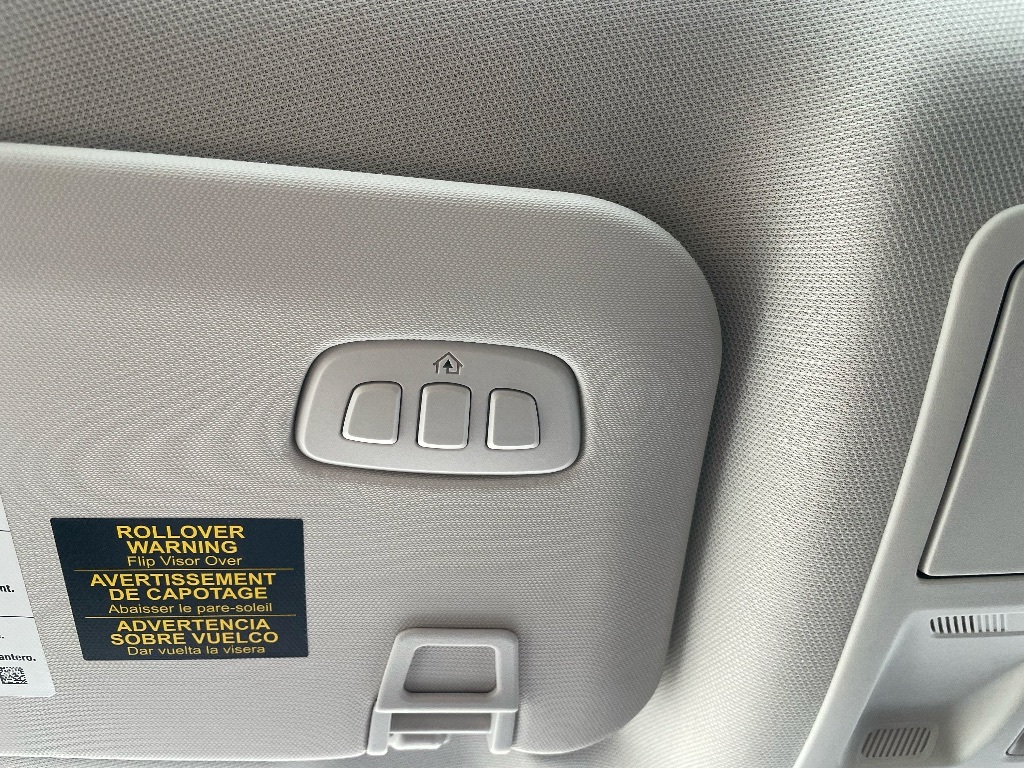 ROLLOVER
WARNING
Flip Visor Over
AVERTISSEMENT
DE CAPOTAGE
Abaisser le pare-soleil
ADVERTENCIA
SOBRE VUELCO
Dar vuelta la visera